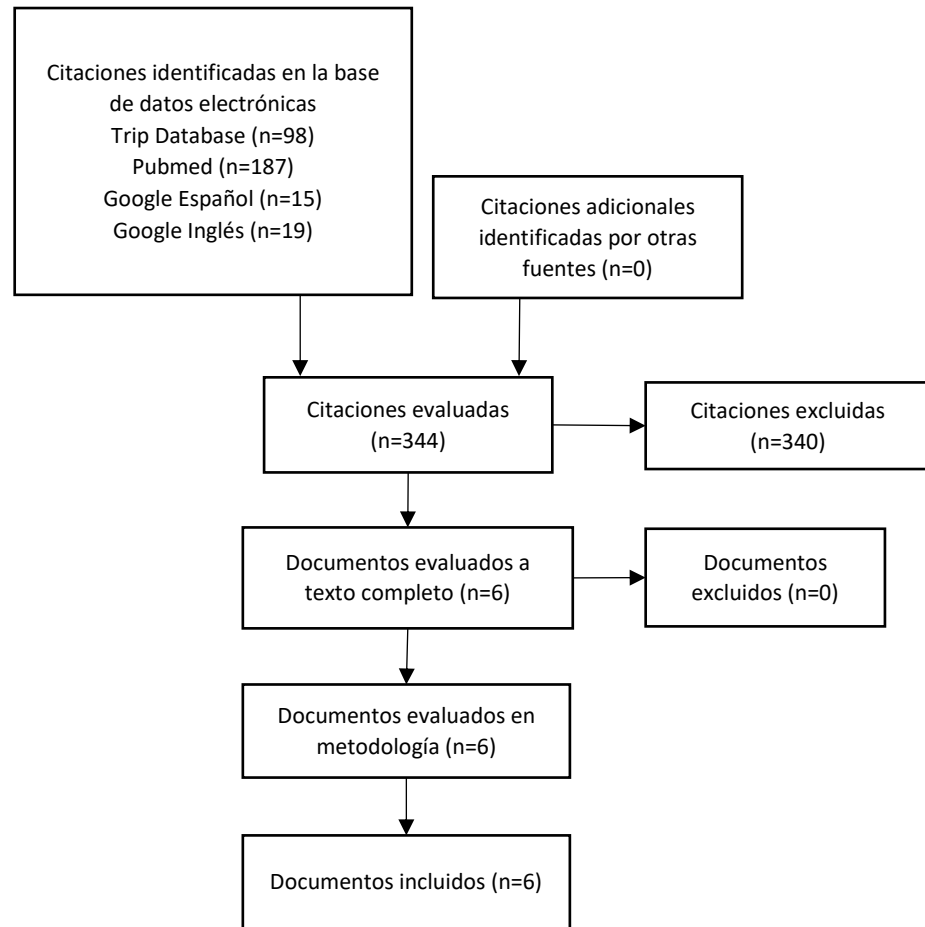 Citaciones identificadas en la base
de datos electrónicas
Trip Database (n=98)
Pubmed (n=187)
Google Español (n=15)
Google Inglés (n=19)
Citaciones adicionales
identificadas por otras
fuentes (n=0)
Citaciones evaluadas
(n=344)
Citaciones excluidas
(n=340)
Documentos evaluados a
texto completo (n=6)
Documentos
excluidos (n=0)
Documentos evaluados en
metodología (n=6)
Documentos incluidos (n=6)